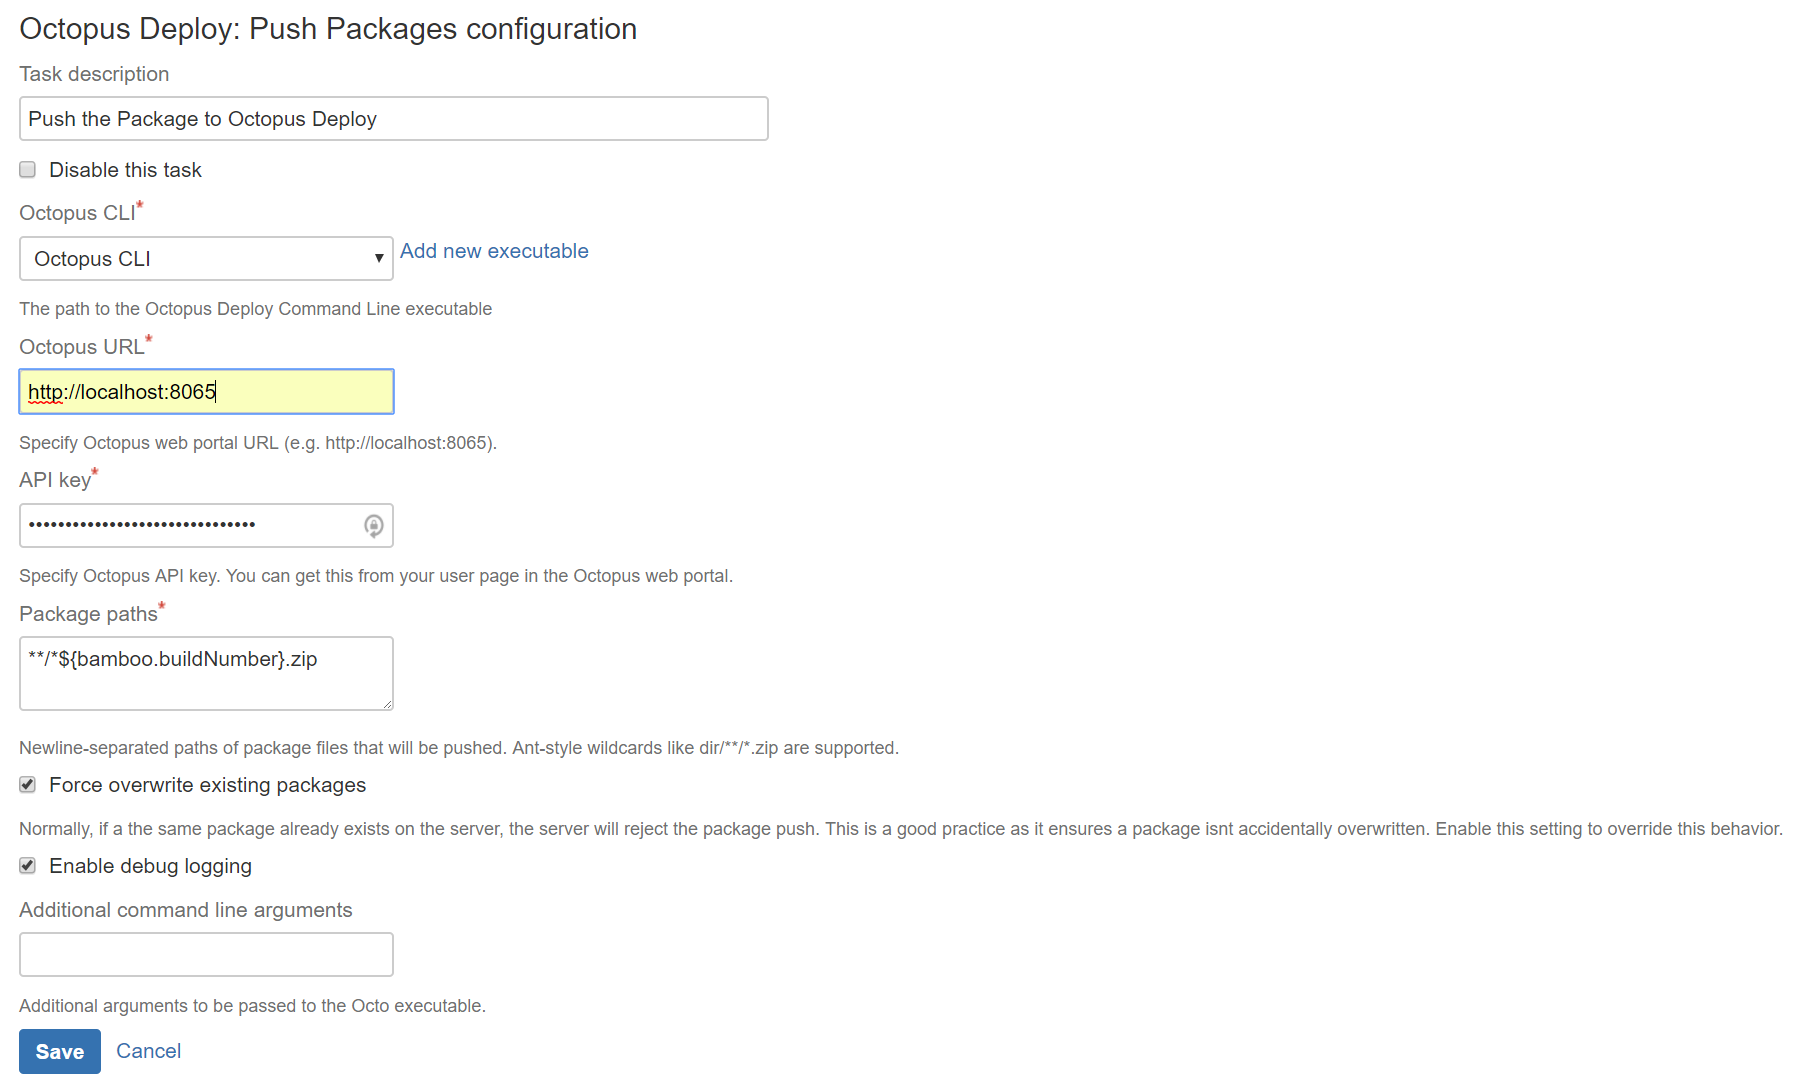 Octopus Deploy: Push Packages configuration
Task description
Push the Package to Octopus Deploy
Disable this task
Octopus CLI*
Octopus CLI
Add new executable
The path to the Octopus Deploy Command Line executable
Octopus URL*
http://localhost:8065
Specify Octopus web portal URL (e.g. http://localhost:8065).
API key*
•••••••••••••••••••••••••••••••
Specify Octopus API key. You can get this from your user page in the Octopus web portal.
Package paths*
**/*${bamboo.buildNumber}.zip
Newline-separated paths of package files that will be pushed. Ant-style wildcards like dir/**/*.zip are supported.
Force overwrite existing packages
Normally, if a the same package already exists on the server, the server will reject the package push. This is a good practice as it ensures a package isnt accidentally overwritten. Enable this setting to override this behavior.
Enable debug logging
Additional command line arguments
Additional arguments to be passed to the Octo executable.
Save
Cancel